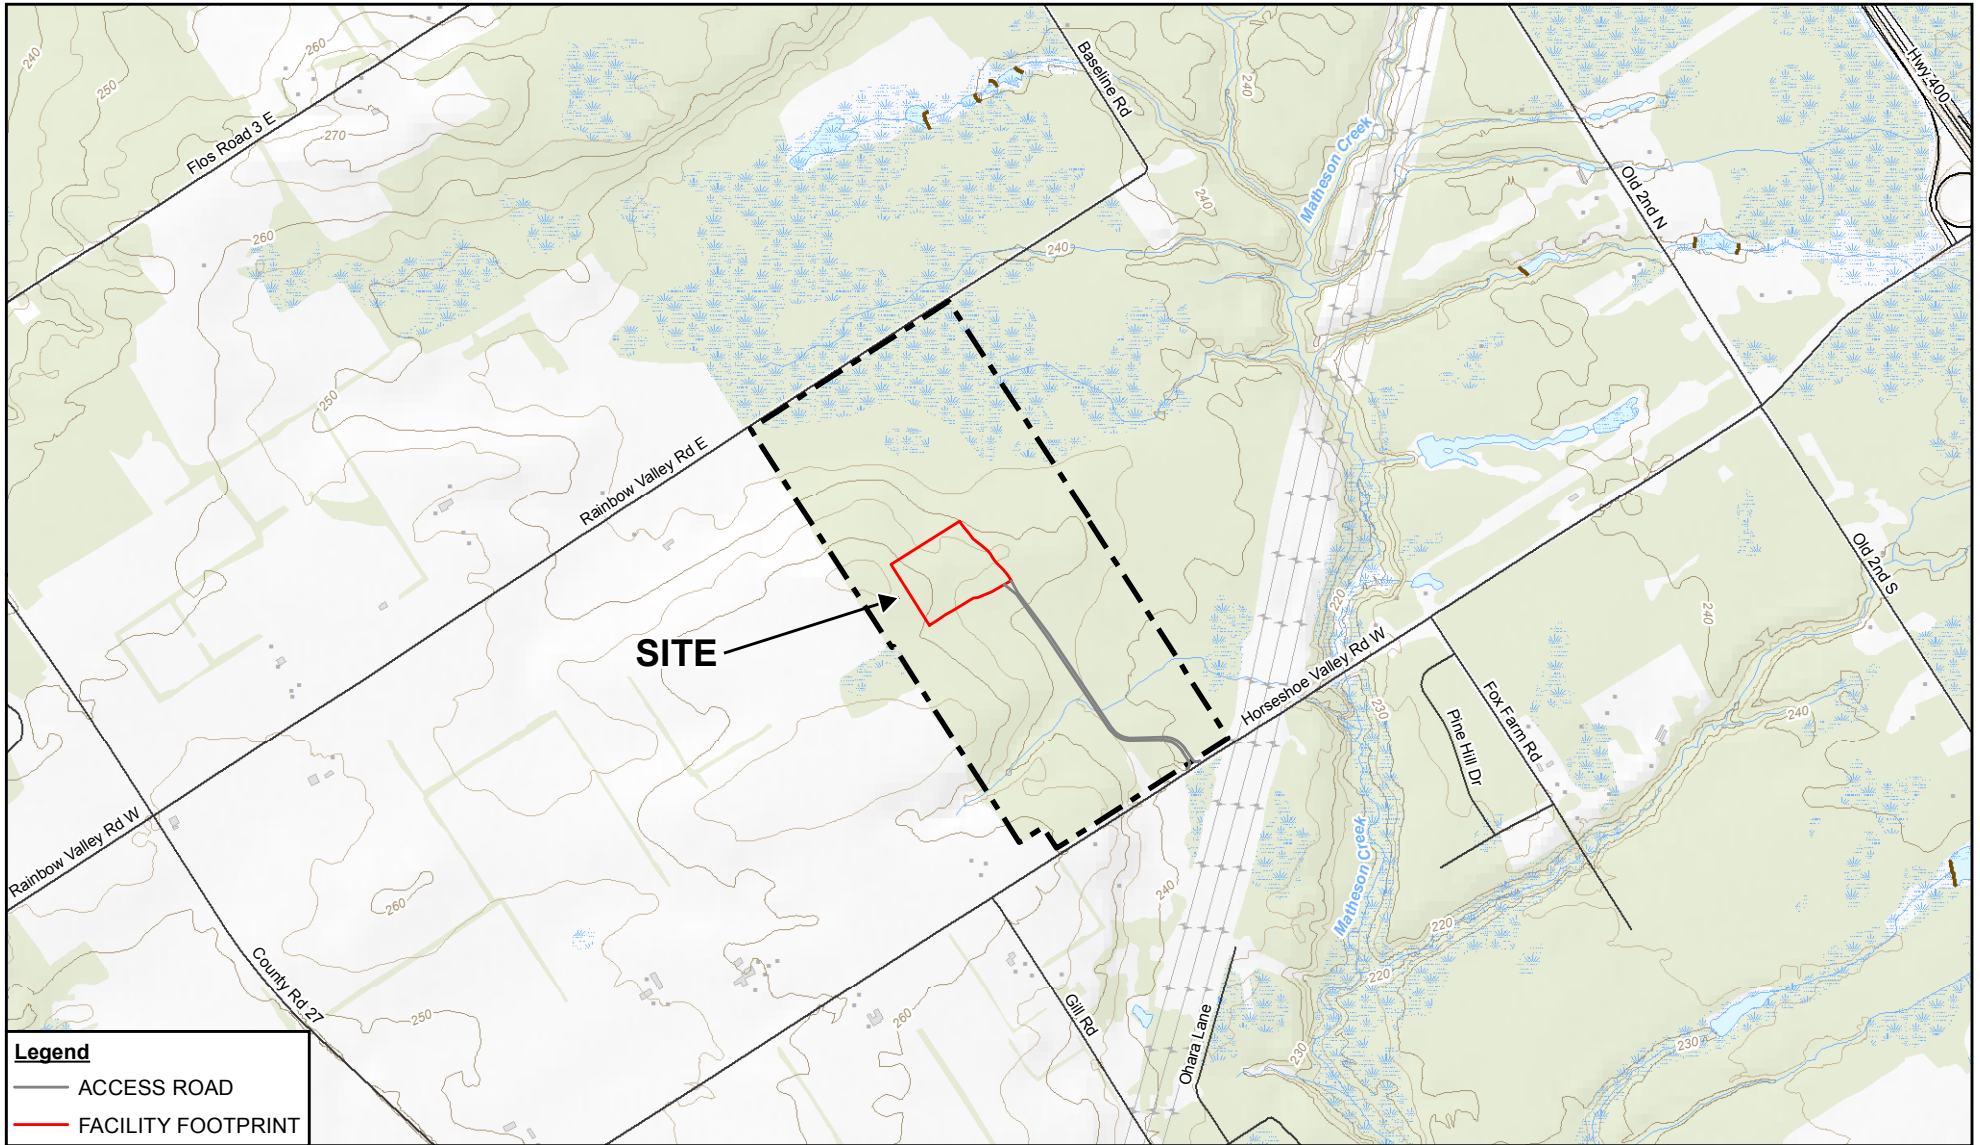 240
260
250
Flos Road 3 E
270
Baseline Rd
240
Matheson Creek
Hwy 400
Old 2nd N
260
240
240
250
Rainbow Valley Rd E
SITE
Old 2nd S
220
240
Horseshoe Valley Rd W
230
Fox Farm Rd
Pine Hill Dr
240
Rainbow Valley Rd W
260
240
Matheson Creek
220
220
County Rd 27
250
260
Gill Rd
Ohara Lane
230
230
Legend
ACCESS ROAD
FACILITY FOOTPRINT